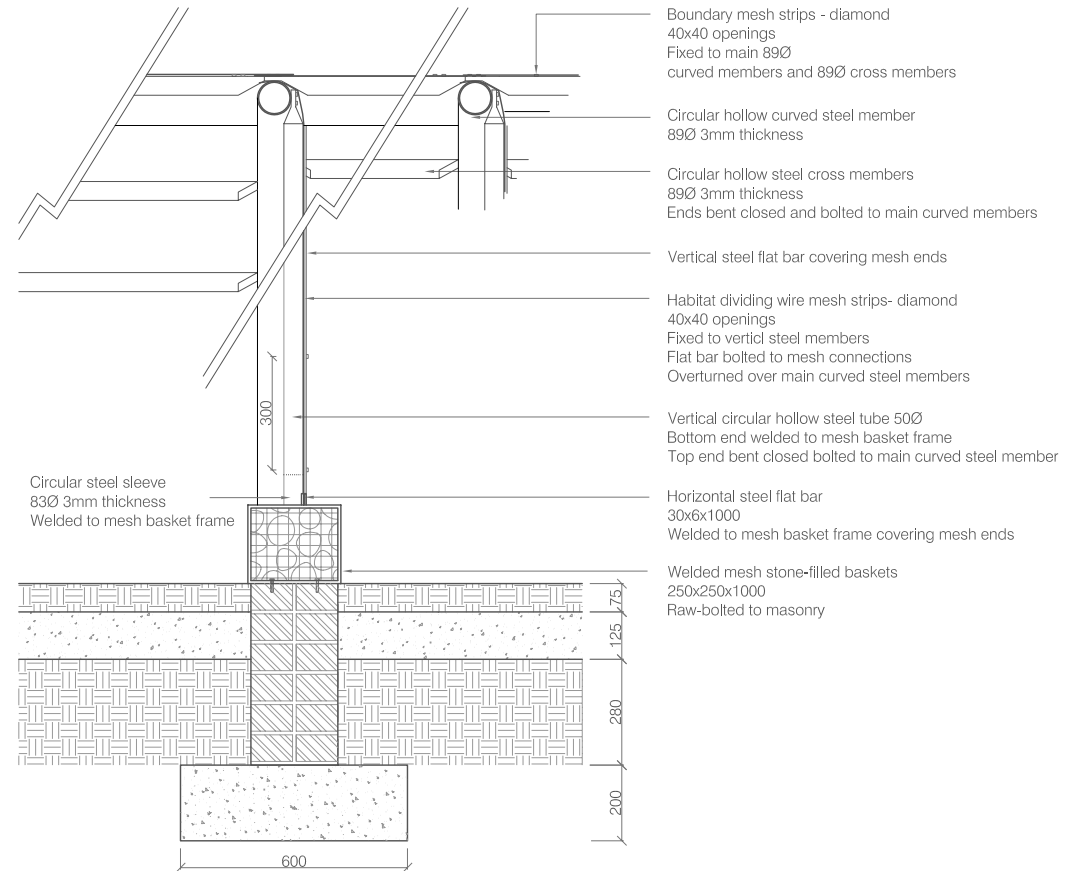 Boundary mesh strips - diamond
40x40 openings
Fixed to main 89Ø
curved members and 89Ø cross members
Circular hollow curved steel member
89Ø 3mm thickness
Circular hollow steel cross members
89Ø 3mm thickness
Ends bent closed and bolted to main curved members
Vertical steel flat bar covering mesh ends
Habitat dividing wire mesh strips- diamond
40x40 openings
Fixed to verticl steel members
Flat bar bolted to mesh connections
Overturned over main curved steel members
300
Vertical circular hollow steel tube 50Ø
Bottom end welded to mesh basket frame
Top end bent closed bolted to main curved steel member
Circular steel sleeve
83Ø 3mm thickness
Welded to mesh basket frame
Horizontal steel flat bar
30x6x1000
Welded to mesh basket frame covering mesh ends
Welded mesh stone-filled baskets
250x250x1000
Raw-bolted to masonry
75
125
280
200
600